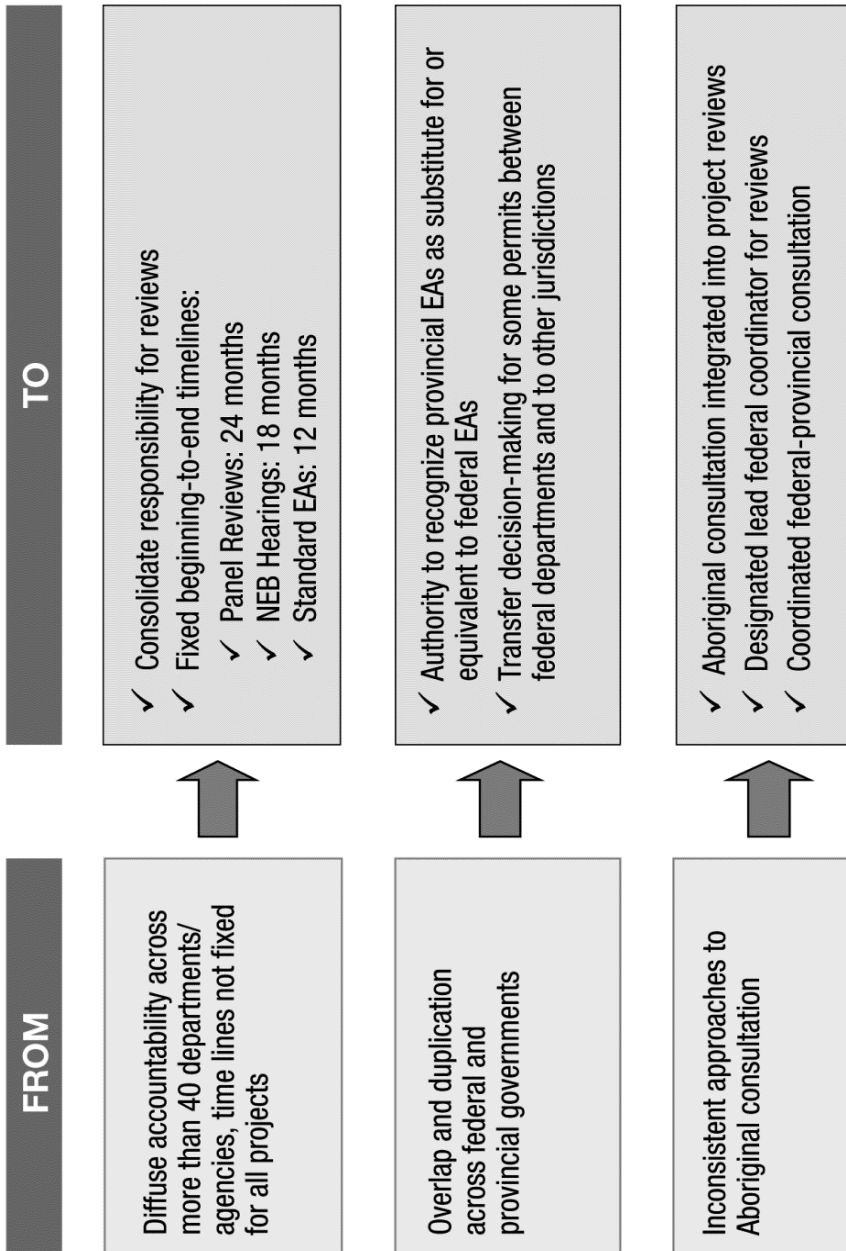 FROM
TO
Diffuse accountability across
more than 40 departments/
agencies, time lines not fixed
for all projects
✓ Consolidate responsibility for reviews
✓ Fixed beginning-to-end timelines:
✓ Panel Reviews: 24 months
✓ NEB Hearings: 18 months
✓ Standard EAs: 12 months
Overlap and duplication
across federal and
provincial governments
✓ Authority to recognize provincial EAs as substitute for or
equivalent to federal EAs
✓ Transfer decision-making for some permits between
federal departments and to other jurisdictions
Inconsistent approaches to
Aboriginal consultation
✓ Aboriginal consultation integrated into project reviews
✓ Designated lead federal coordinator for reviews
✓ Coordinated federal-provincial consultation